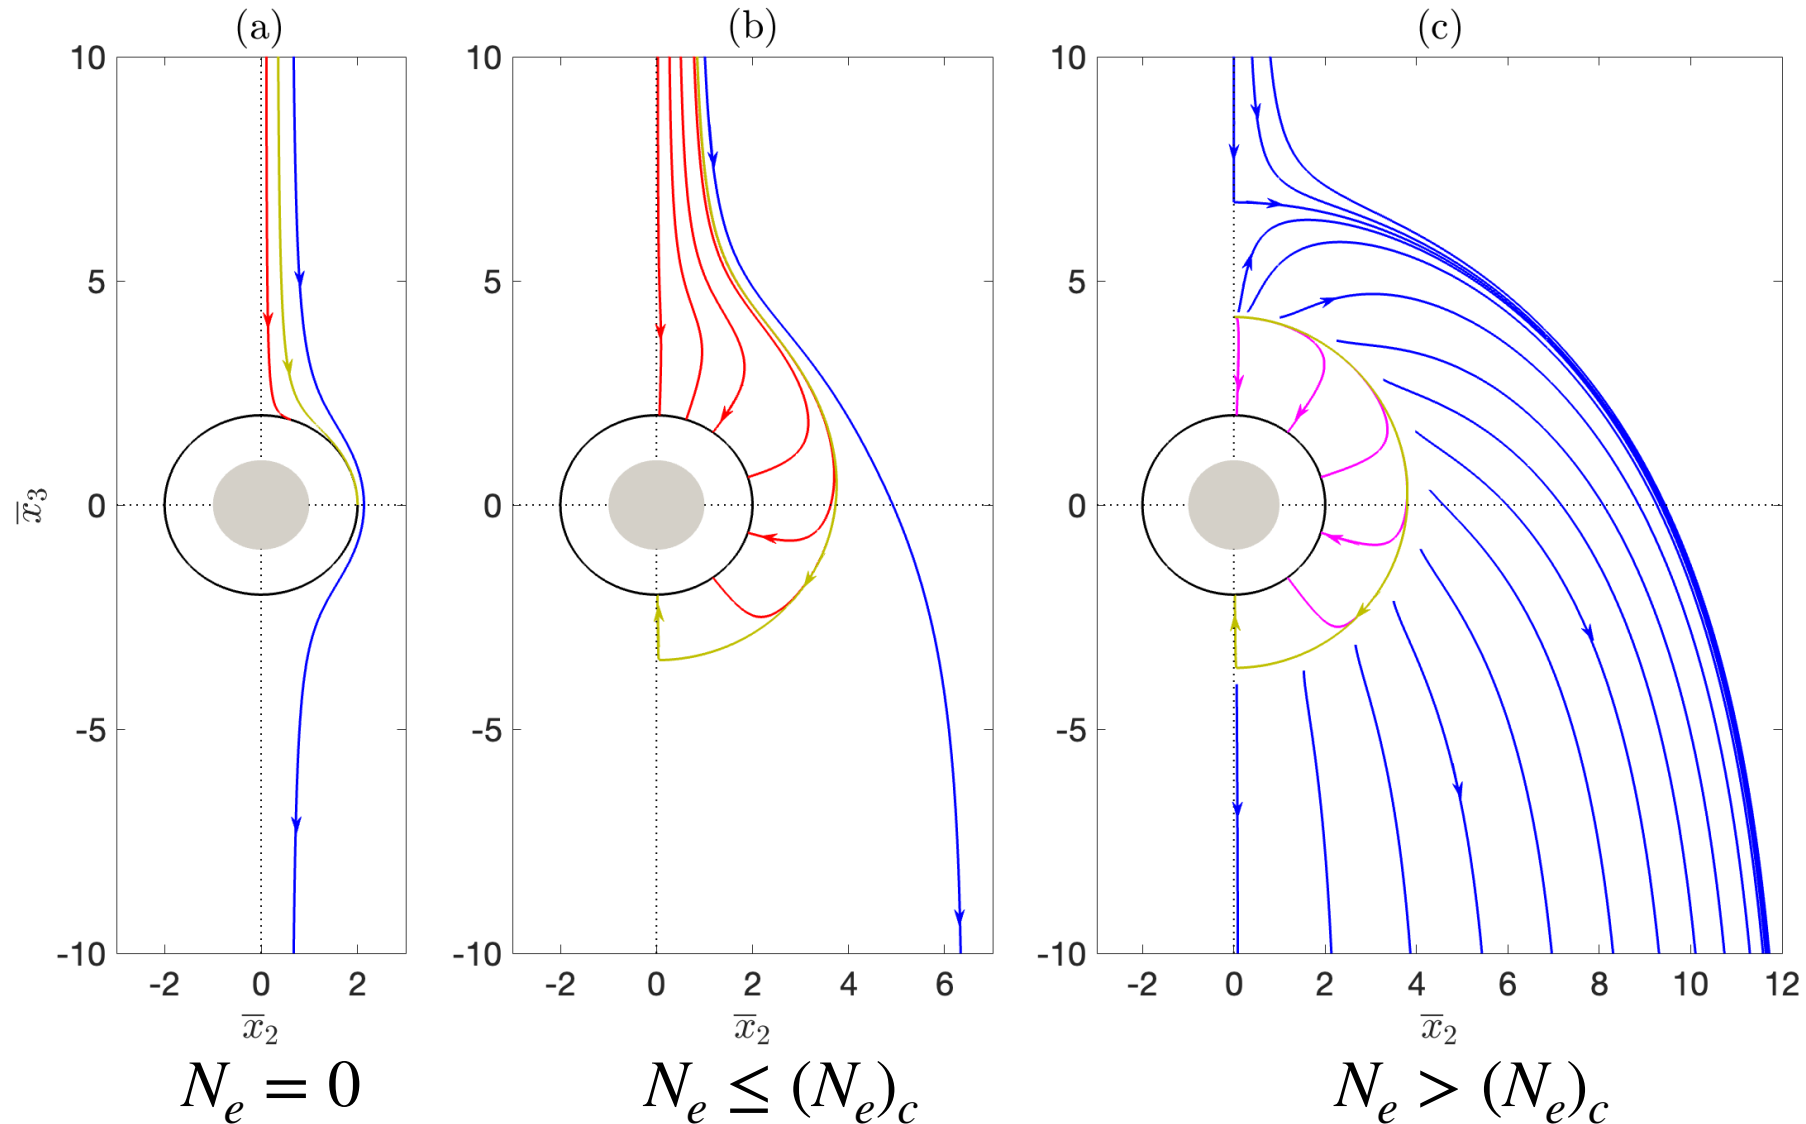 (a) (b) (c)
10 10 10
5 5 5
x̅₃ 0 0 0
-5 -5 -5
-10 -10 -10
-2 0 2 -2 0 2 4 6 -2 0 2 4 6 8 10 12
x̅₂ x̅₂ x̅₂
Nₑ = 0 Nₑ ≤ (Nₑ)c Nₑ > (Nₑ)c